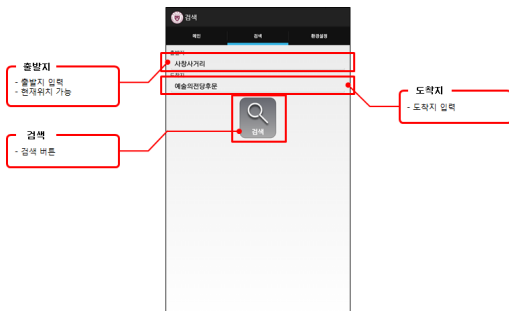 검색
메인 검색 환경설정
출발지
사창사거리
도착지
예술의전당후문
검색
출발지
- 출발지 입력
- 현재위치 가능
검색
- 검색 버튼
도착지
- 도착지 입력